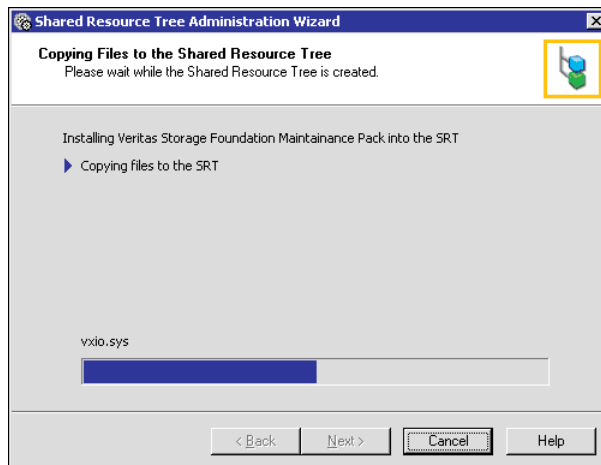 Shared Resource Tree Administration Wizard
Copying Files to the Shared Resource Tree
Please wait while the Shared Resource Tree is created.
Installing Veritas Storage Foundation Maintainance Pack into the SRT
Copying files to the SRT
vxio.sys
< Back Next > Cancel Help